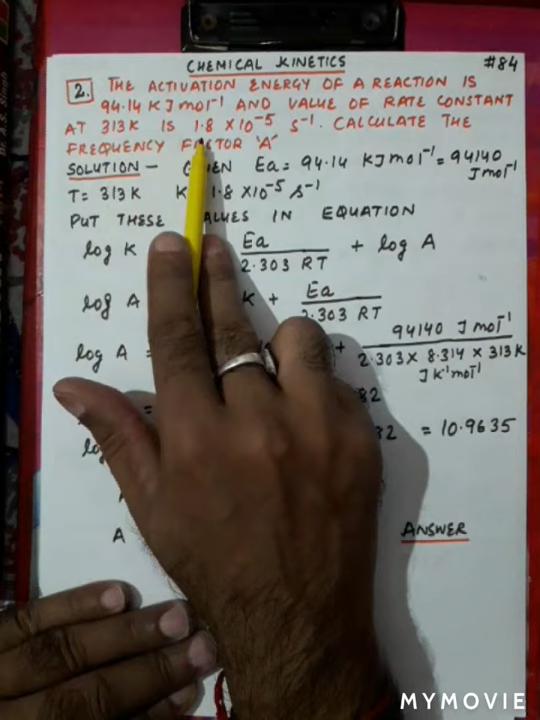 CHEMICAL KINETICS #84
2. THE ACTIVATION ENERGY OF A REACTION IS
94.14 KJ mol⁻¹ AND VALUE OF RATE CONSTANT
AT 313K IS 1.8 ×10⁻⁵ s⁻¹. CALCULATE THE
FREQUENCY FACTOR 'A'
SOLUTION - Ea = 94.14 KJ mol⁻¹ = 94140 J mol⁻¹
T = 313K K 1.8 ×10⁻⁵ s⁻¹
PUT THESE IN EQUATION
log K Ea / 2.303 RT + log A
log A K + Ea / 2.303 RT
log A = + 94140 J mol⁻¹ / 2.303 × 8.314 × 313K
J K⁻¹ mol⁻¹
= 82
32 = 10.9635
A ANSWER
MYMOVIE